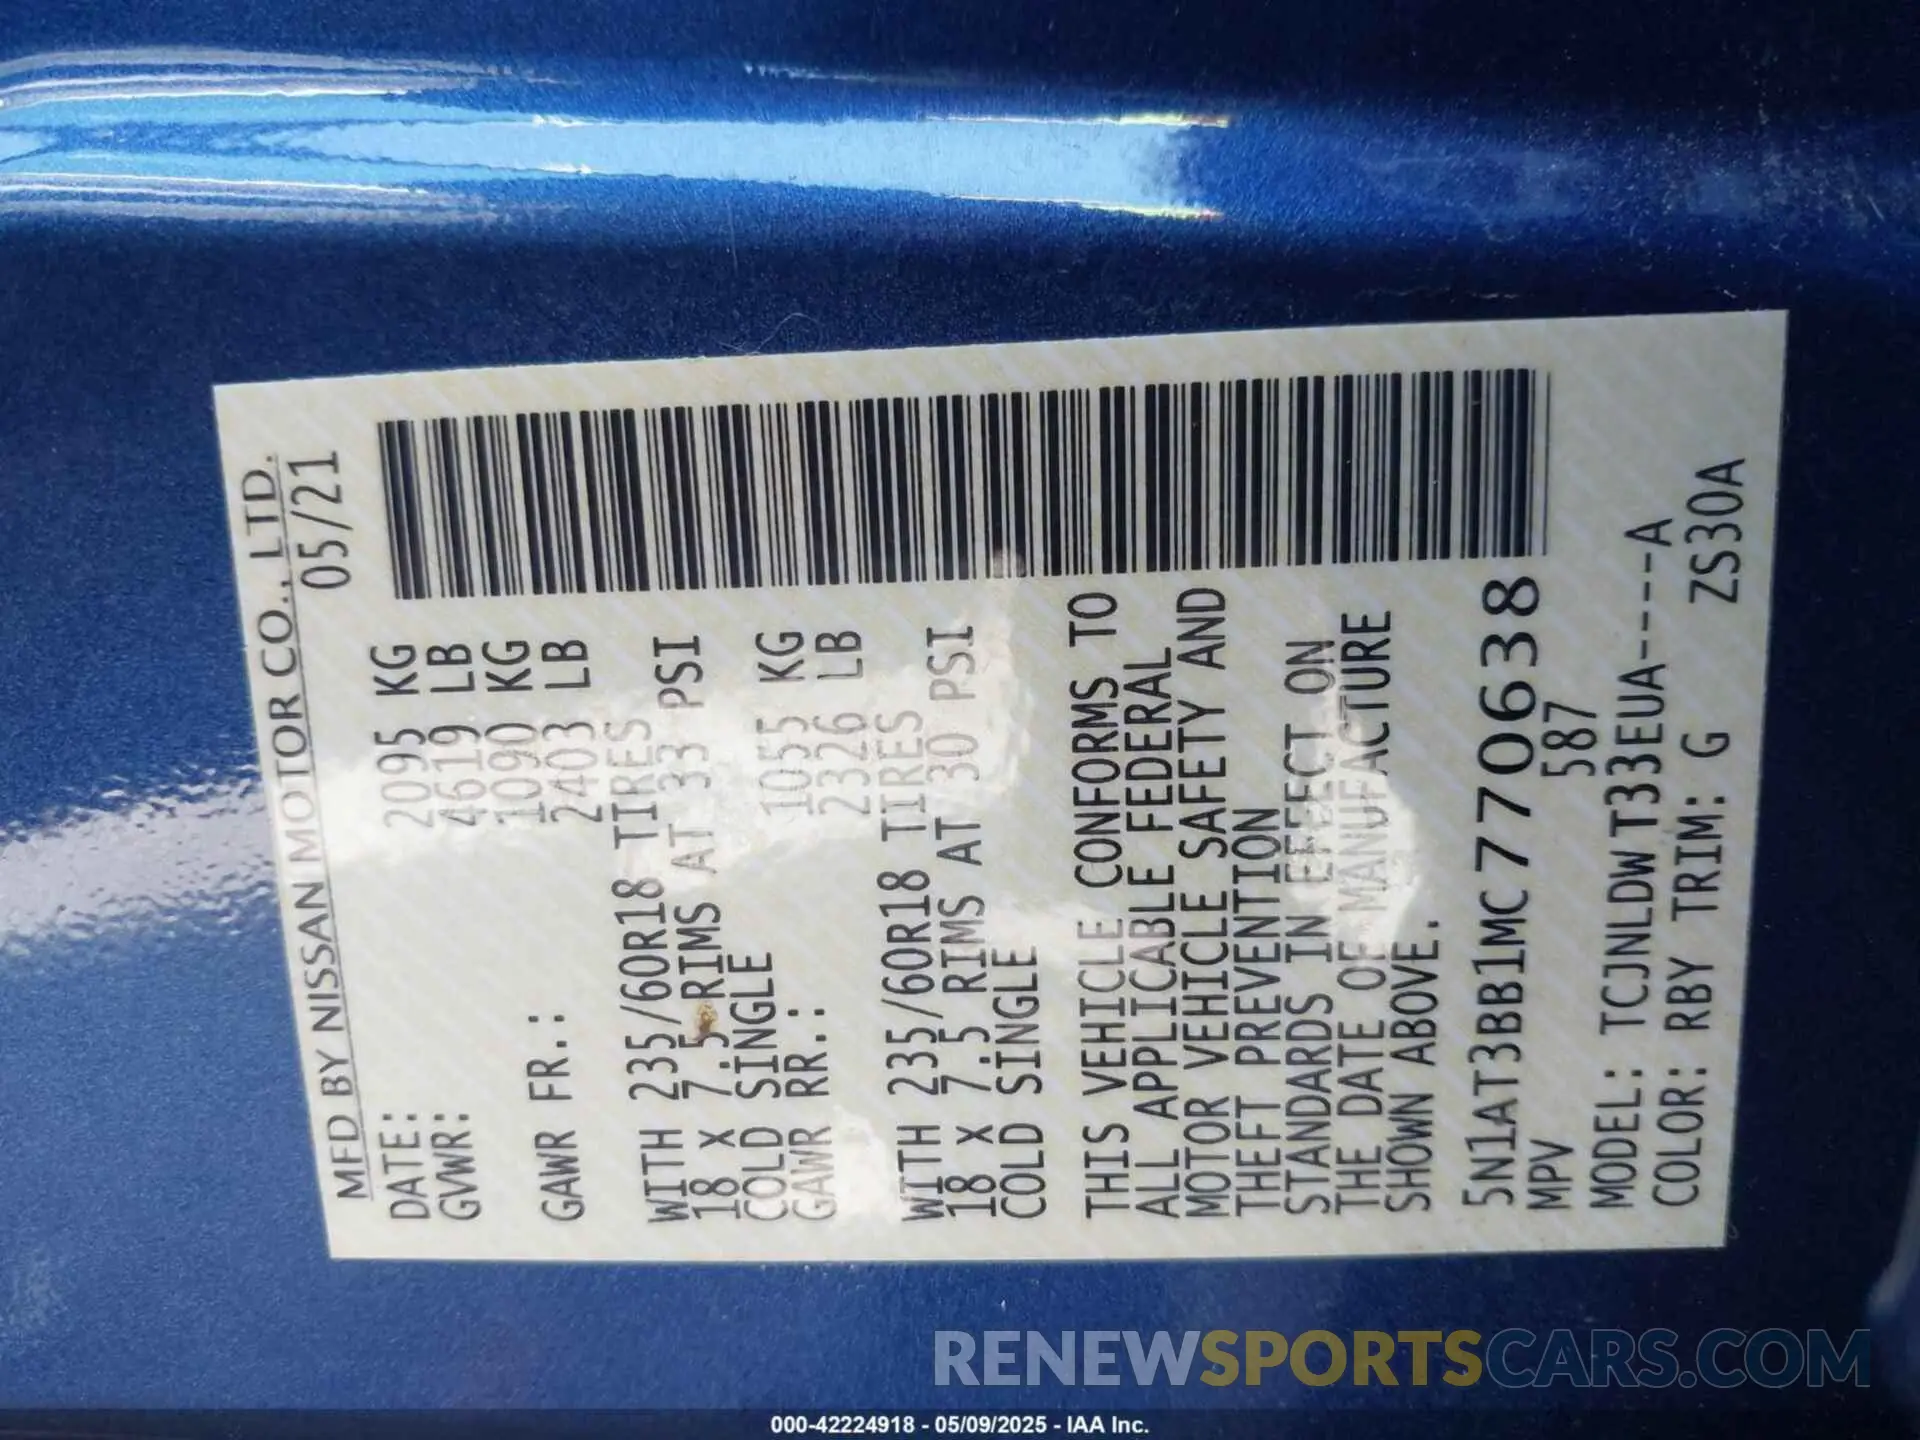 MFD BY NISSAN MOTOR CO., LTD.
DATE: 05/21
GVWR: 2095 KG
4619 LB
GAWR FR.: 1090 KG
2403 LB
WITH 235/60R18 TIRES
18 x 7.5 RIMS AT 33 PSI
COLD SINGLE
GAWR RR.: 1055 KG
2326 LB
WITH 235/60R18 TIRES
18 x 7.5 RIMS AT 30 PSI
COLD SINGLE
THIS VEHICLE CONFORMS TO
ALL APPLICABLE FEDERAL
MOTOR VEHICLE SAFETY AND
THEFT PREVENTION
STANDARDS IN EFFECT ON
THE DATE OF MANUFACTURE
SHOWN ABOVE.
5N1AT3BB1MC770638
MPV 587
MODEL: TCJNLDWT33EUA----A
COLOR: RBY TRIM: G ZS30A
RENEWSPORTSCARS.COM
000-42224918 - 05/09/2025 - IAA Inc.